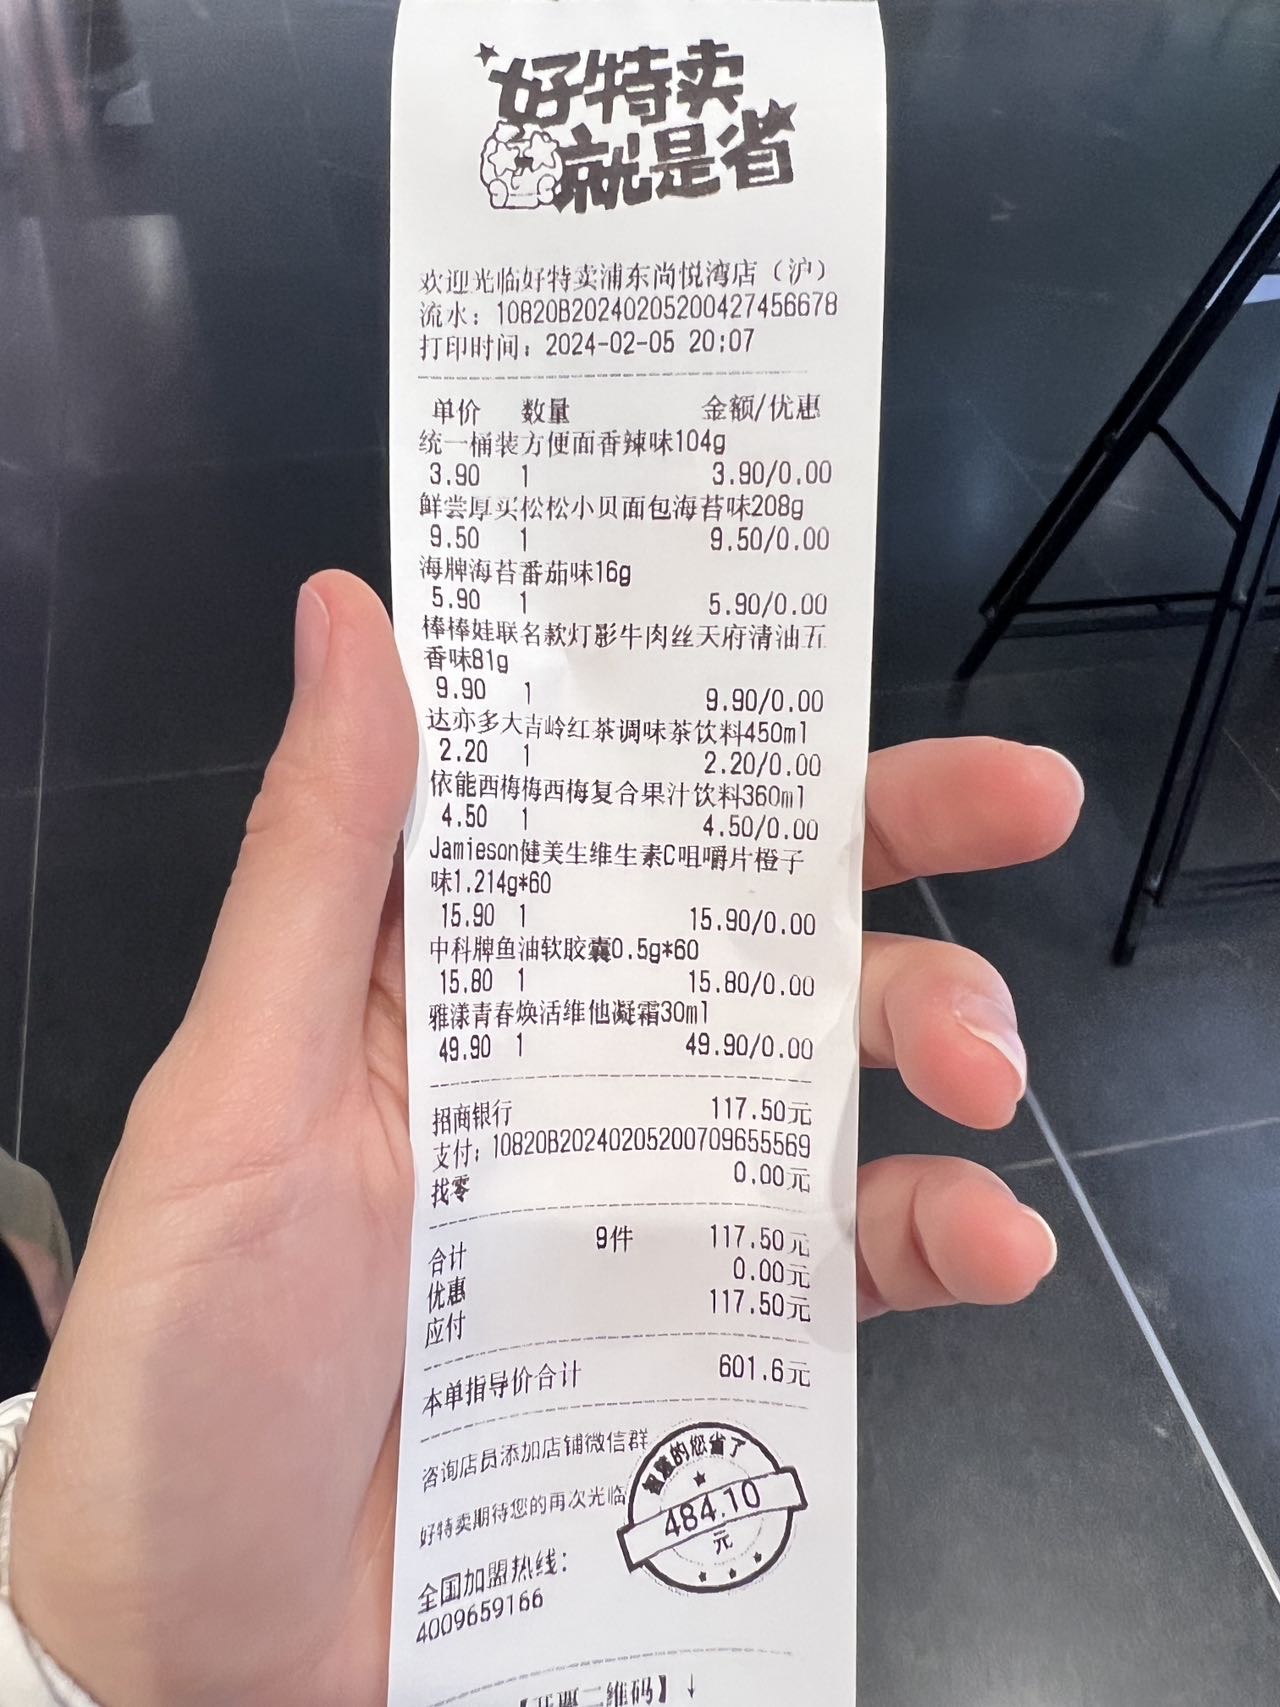 好特卖
就是省
欢迎光临好特卖浦东尚悦湾店（沪）
流水：10820B20240205200427456678
打印时间：2024-02-05 20:07
单价 数量 金额/优惠
统一桶装方便面香辣味104g
3.90 1 3.90/0.00
鲜尝厚买松松小贝面包海苔味208g
9.50 1 9.50/0.00
海牌海苔番茄味16g
5.90 1 5.90/0.00
棒棒娃联名款灯影牛肉丝天府清油五
香味81g
9.90 1 9.90/0.00
达亦多大吉岭红茶调味茶饮料450ml
2.20 1 2.20/0.00
依能西梅梅西梅复合果汁饮料360ml
4.50 1 4.50/0.00
Jamieson健美生维生素C咀嚼片橙子
味1.214g*60
15.90 1 15.90/0.00
中科牌鱼油软胶囊0.5g*60
15.80 1 15.80/0.00
雅漾青春焕活维他凝霜30ml
49.90 1 49.90/0.00
招商银行 117.50元
支付：10820B20240205200709655569
找零 0.00元
合计 9件 117.50元
优惠 0.00元
应付 117.50元
本单指导价合计 601.6元
咨询店员添加店铺微信群
好特卖期待您的再次光临
的您省了
484.10
元
全国加盟热线：
4009659166
二维码】↓